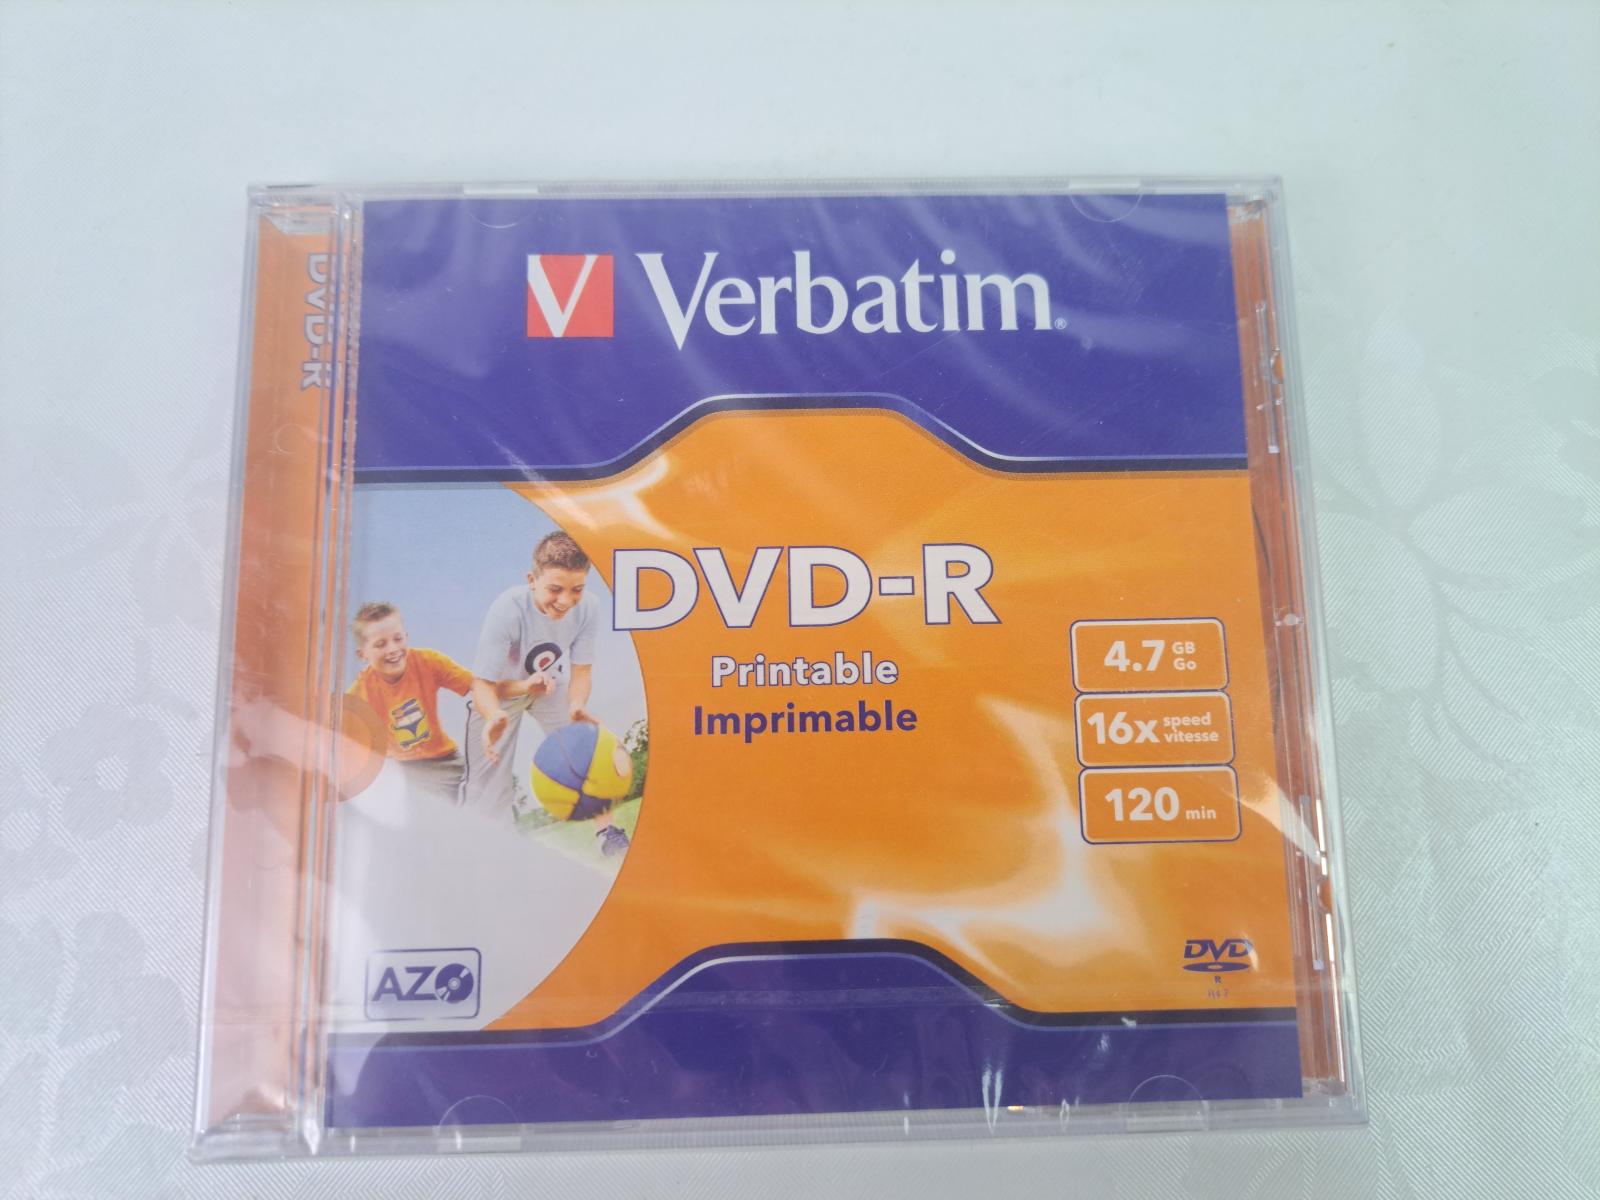 V Verbatim®
DVD-R
DVD-R
Printable
Imprimable
4.7 GB Go
16x speed vitesse
120 min
AZO
DVD
R